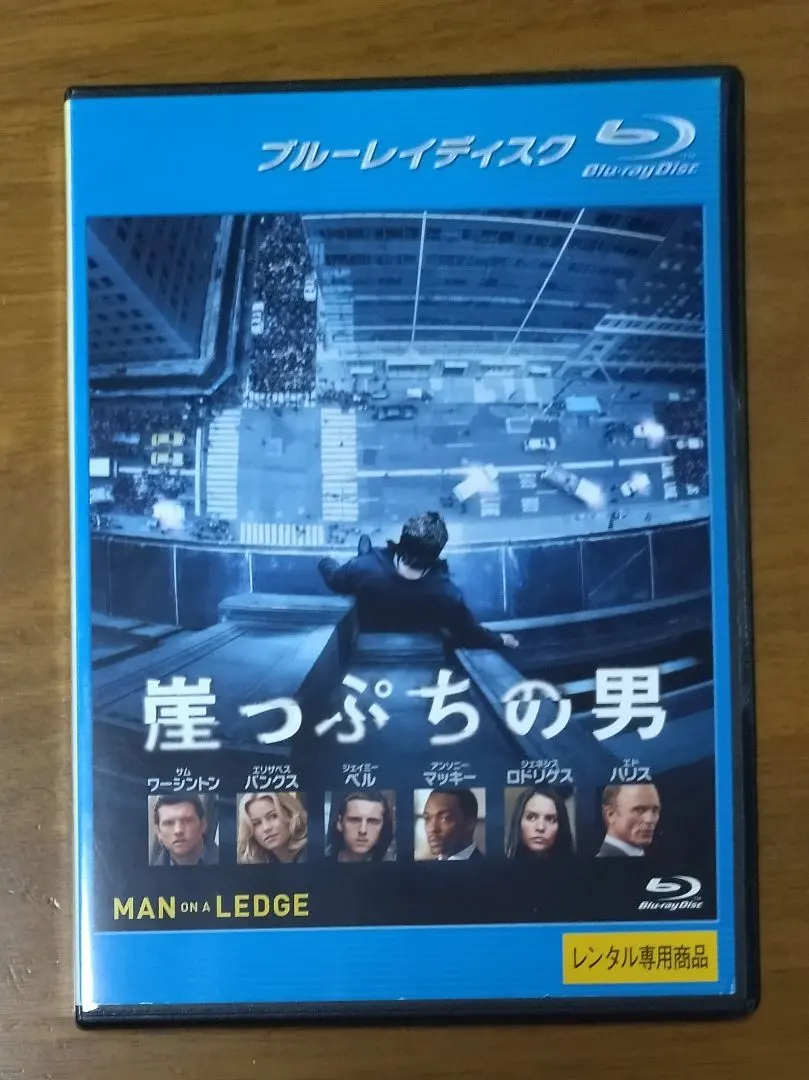 ブルーレイディスク
Blu-ray Disc
崖っぷちの男
サム エリザベス ジェイミー アンソニー ジェネシス エド
ワーシントン バンクス ベル マッキー ロドリゲス ハリス
MAN ON A LEDGE
Blu-ray Disc
レンタル専用商品